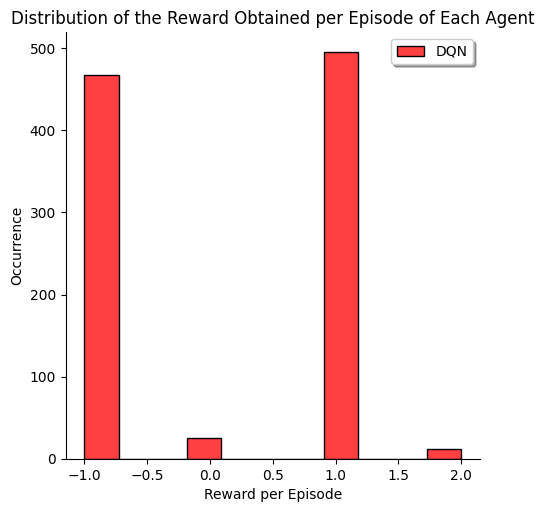 Distribution of the Reward Obtained per Episode of Each Agent
DQN
500
400
300
200
100
0
Occurrence
−1.0 −0.5 0.0 0.5 1.0 1.5 2.0
Reward per Episode